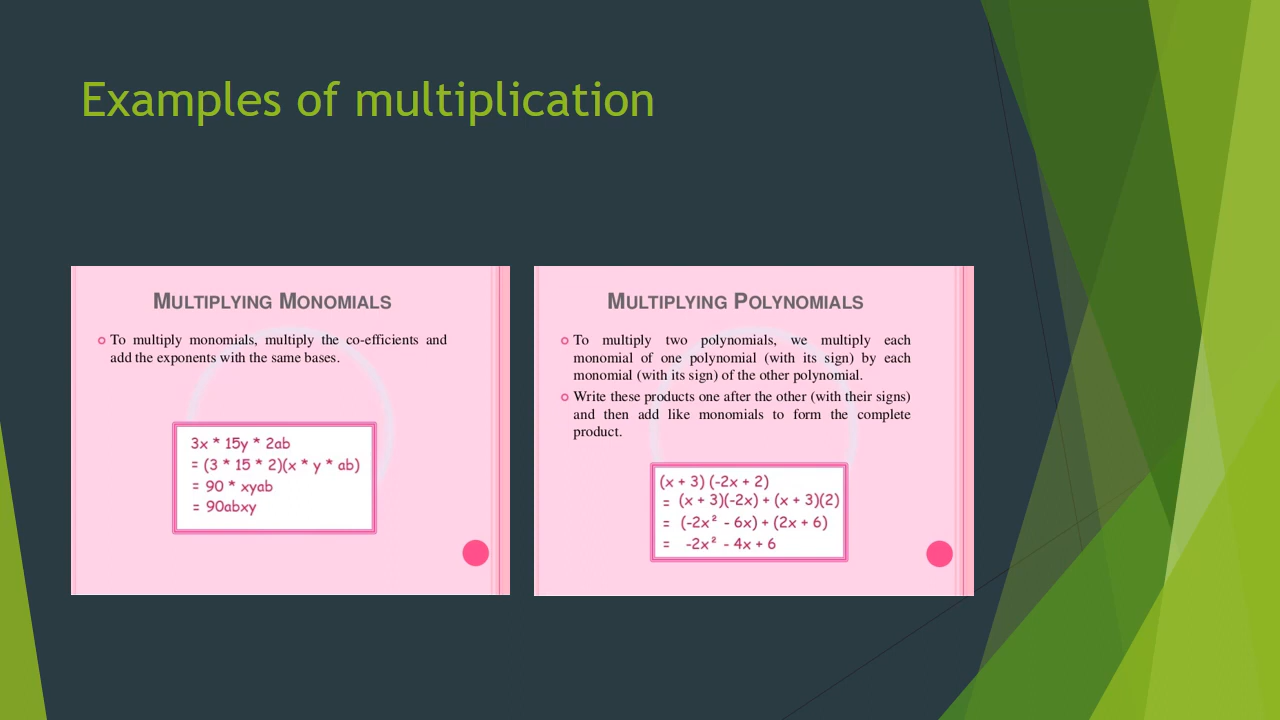 Examples of multiplication
MULTIPLYING MONOMIALS
To multiply monomials, multiply the co-efficients and
add the exponents with the same bases.
3x * 15y * 2ab
= (3 * 15 * 2)(x * y * ab)
= 90 * xyab
= 90abxy
MULTIPLYING POLYNOMIALS
To multiply two polynomials, we multiply each
monomial of one polynomial (with its sign) by each
monomial (with its sign) of the other polynomial.
Write these products one after the other (with their signs)
and then add like monomials to form the complete
product.
(x + 3) (-2x + 2)
= (x + 3)(-2x) + (x + 3)(2)
= (-2x² - 6x) + (2x + 6)
= -2x² - 4x + 6